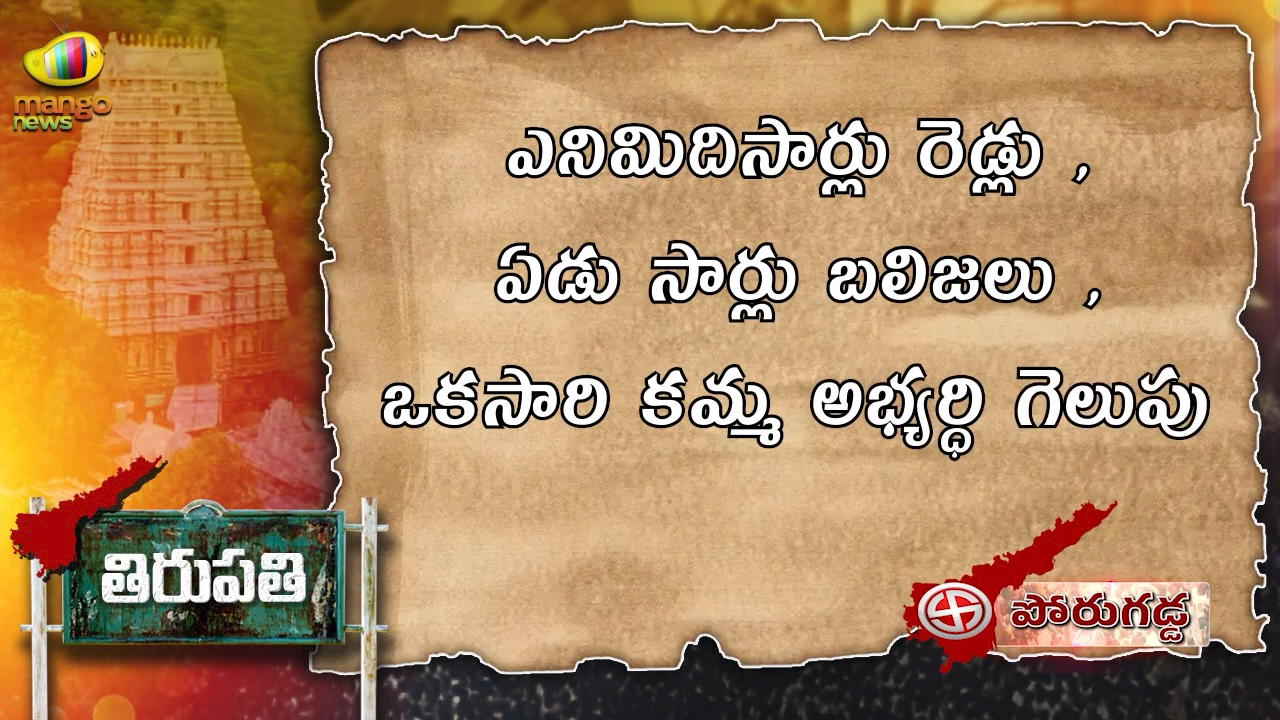 mango
news
ఎనిమిదిసార్లు రెడ్లు ,
ఏడు సార్లు బలిజలు ,
ఒకసారి కమ్మ అభ్యర్ధి గెలుపు
తిరుపతి
పోరుగడ్డ